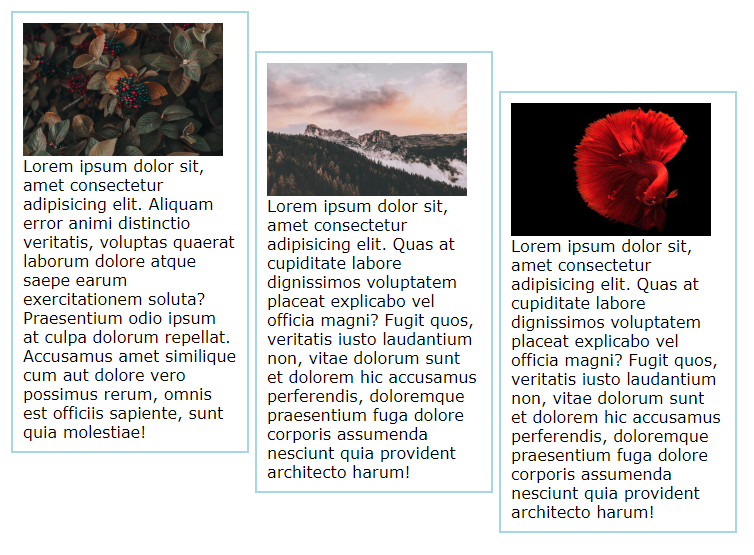 Lorem ipsum dolor sit,
amet consectetur
adipisicing elit. Aliquam
error animi distinctio
veritatis, voluptas quaerat
laborum dolore atque
saepe earum
exercitationem soluta?
Praesentium odio ipsum
at culpa dolorum repellat.
Accusamus amet similique
cum aut dolore vero
possimus rerum, omnis
est officiis sapiente, sunt
quia molestiae!
Lorem ipsum dolor sit,
amet consectetur
adipisicing elit. Quas at
cupiditate labore
dignissimos voluptatem
placeat explicabo vel
officia magni? Fugit quos,
veritatis iusto laudantium
non, vitae dolorum sunt
et dolorem hic accusamus
perferendis, doloremque
praesentium fuga dolore
corporis assumenda
nesciunt quia provident
architecto harum!
Lorem ipsum dolor sit,
amet consectetur
adipisicing elit. Quas at
cupiditate labore
dignissimos voluptatem
placeat explicabo vel
officia magni? Fugit quos,
veritatis iusto laudantium
non, vitae dolorum sunt
et dolorem hic accusamus
perferendis, doloremque
praesentium fuga dolore
corporis assumenda
nesciunt quia provident
architecto harum!